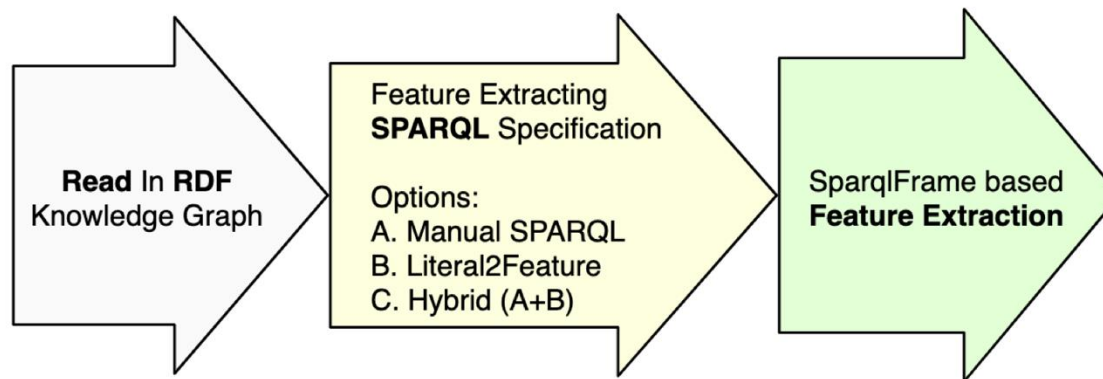 Read In RDF
Knowledge Graph
Feature Extracting
SPARQL Specification
Options:
A. Manual SPARQL
B. Literal2Feature
C. Hybrid (A+B)
SparqlFrame based
Feature Extraction